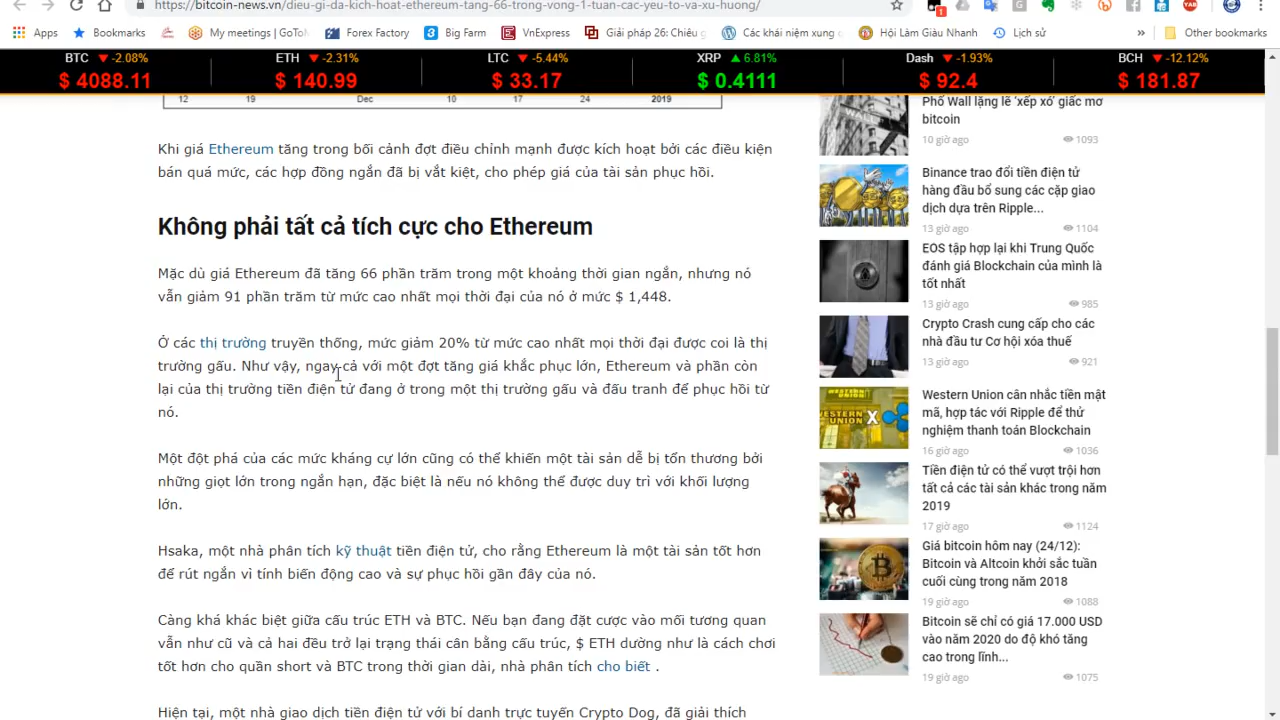 https://bitcoin-news.vn/dieu-gi-da-kich-hoat-ethereum-tang-66-trong-vong-1-tuan-cac-yeu-to-va-xu-huong/
Apps Bookmarks My meetings | GoToM Forex Factory Big Farm VnExpress Giải pháp 26: Chiêu Các khái niệm xung q Hội Làm Giàu Nhanh Lịch sử » Other bookmarks
BTC ▼ -2.08% ETH ▼ -2.31% LTC ▼ -5.44% XRP ▲ 6.81% Dash ▼ -1.93% BCH ▼ -12.12%
$ 4088.11 $ 140.99 $ 33.17 $ 0.4111 $ 92.4 $ 181.87
12 19 Dec 10 17 24 2019
Khi giá Ethereum tăng trong bối cảnh đợt điều chỉnh mạnh được kích hoạt bởi các điều kiện
bán quá mức, các hợp đồng ngắn đã bị vắt kiệt, cho phép giá của tài sản phục hồi.
Không phải tất cả tích cực cho Ethereum
Mặc dù giá Ethereum đã tăng 66 phần trăm trong một khoảng thời gian ngắn, nhưng nó
vẫn giảm 91 phần trăm từ mức cao nhất mọi thời đại của nó ở mức $ 1,448.
Ở các thị trường truyền thống, mức giảm 20% từ mức cao nhất mọi thời đại được coi là thị
trường gấu. Như vậy, ngay cả với một đợt tăng giá khắc phục lớn, Ethereum và phần còn
lại của thị trường tiền điện tử đang ở trong một thị trường gấu và đấu tranh để phục hồi từ
nó.
Một đột phá của các mức kháng sự lớn cũng có thể khiến một tài sản dễ bị tổn thương bởi
những giọt lớn trong ngắn hạn, đặc biệt là nếu nó không thể được duy trì với khối lượng
lớn.
Hsaka, một nhà phân tích kỹ thuật tiền điện tử, cho rằng Ethereum là một tài sản tốt hơn
để rút ngắn vì tính biến động cao và sự phục hồi gần đây của nó.
Càng khá khác biệt giữa cấu trúc ETH và BTC. Nếu bạn đang đặt cược vào mối tương quan
vẫn như cũ và cả hai đều trở lại trạng thái cân bằng cấu trúc, $ ETH dường như là cách chơi
tốt hơn cho quần short và BTC trong thời gian dài, nhà phân tích cho biết .
Hiện tại, một nhà giao dịch tiền điện tử với bí danh trực tuyến Crypto Dog, đã giải thích
Phố Wall lặng lẽ 'xếp xó' giấc mơ
bitcoin
10 giờ ago 1093
Binance trao đổi tiền điện tử
hàng đầu bổ sung các cặp giao
dịch dựa trên Ripple...
13 giờ ago 1104
EOS tập hợp lại khi Trung Quốc
đánh giá Blockchain của mình là
tốt nhất
13 giờ ago 985
Crypto Crash cung cấp cho các
nhà đầu tư Cơ hội xóa thuế
13 giờ ago 921
Western Union cân nhắc tiền mật
mã, hợp tác với Ripple để thử
nghiệm thanh toán Blockchain
16 giờ ago 1036
Tiền điện tử có thể vượt trội hơn
tất cả các tài sản khác trong năm
2019
17 giờ ago 1124
Giá bitcoin hôm nay (24/12):
Bitcoin và Altcoin khởi sắc tuần
cuối cùng trong năm 2018
19 giờ ago 1088
Bitcoin sẽ chỉ có giá 17.000 USD
vào năm 2020 do độ khó tăng
cao trong lĩnh...
19 giờ ago 1075